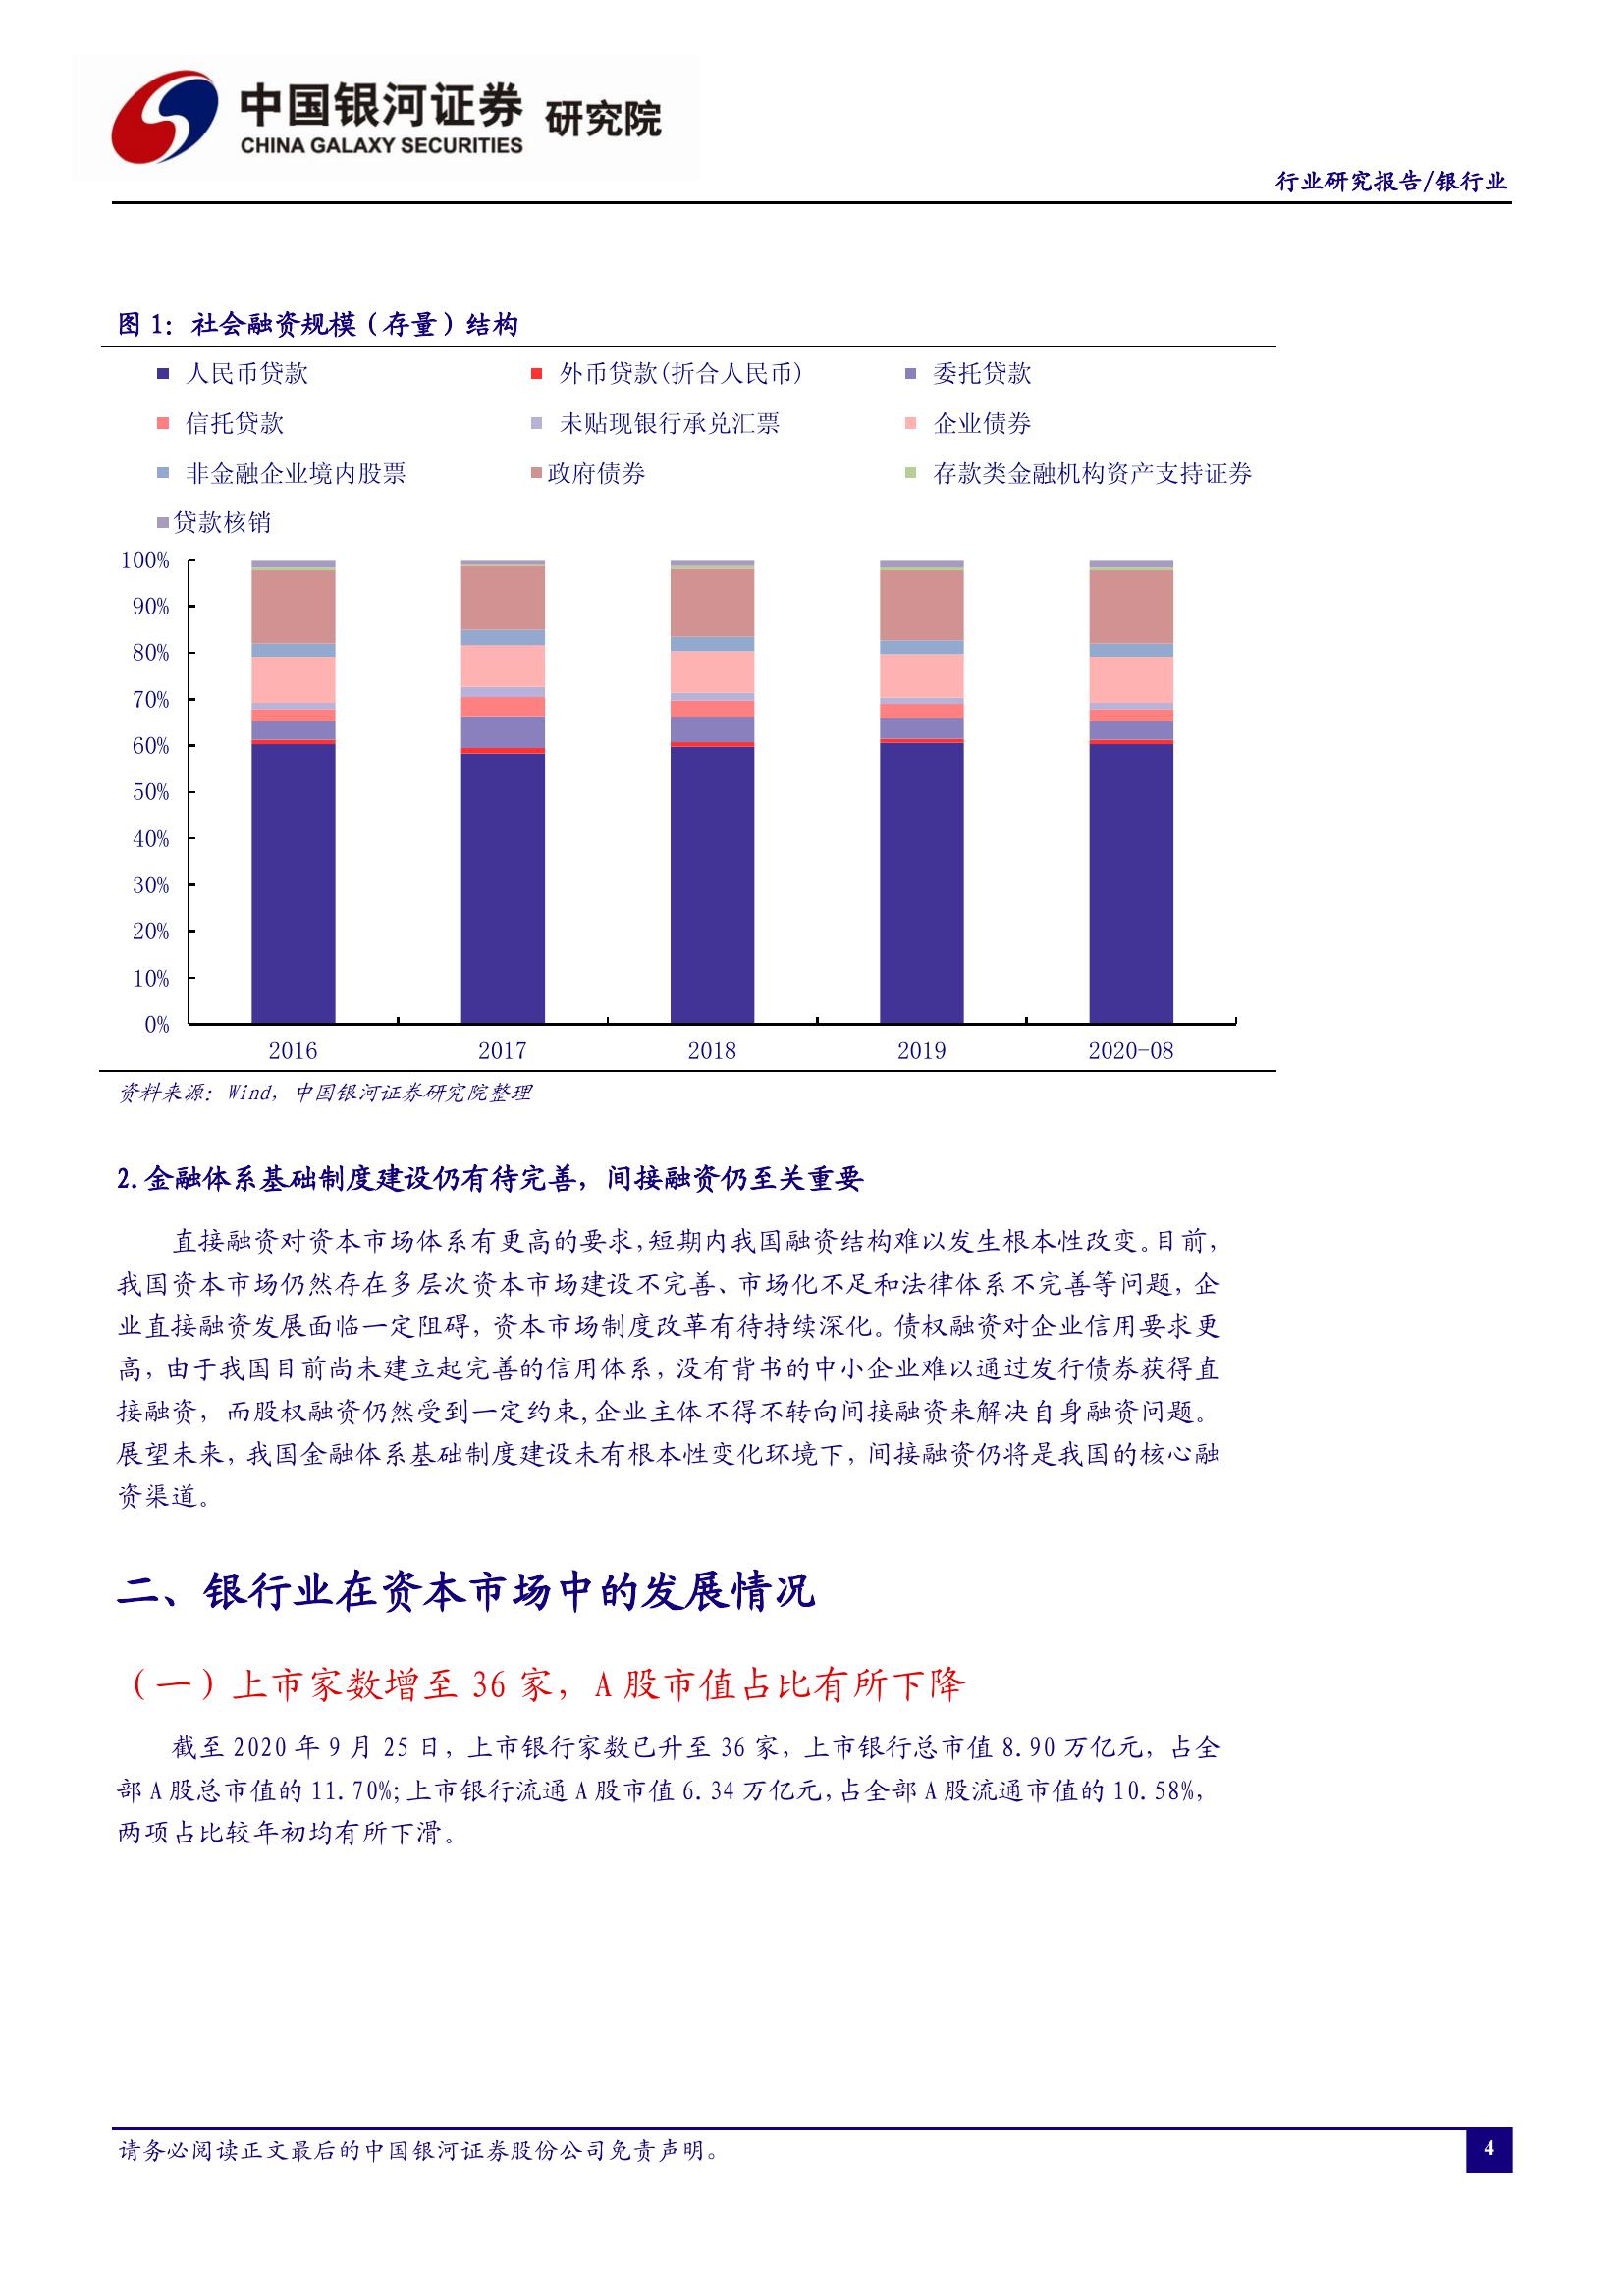 中国银河证券 研究院
CHINA GALAXY SECURITIES
行业研究报告/银行业
图 1：社会融资规模（存量）结构
人民币贷款 外币贷款(折合人民币) 委托贷款
信托贷款 未贴现银行承兑汇票 企业债券
非金融企业境内股票 政府债券 存款类金融机构资产支持证券
贷款核销
100%
90%
80%
70%
60%
50%
40%
30%
20%
10%
0%
2016 2017 2018 2019 2020-08
资料来源：Wind，中国银河证券研究院整理
2.金融体系基础制度建设仍有待完善，间接融资仍至关重要
直接融资对资本市场体系有更高的要求，短期内我国融资结构难以发生根本性改变。目前，
我国资本市场仍然存在多层次资本市场建设不完善、市场化不足和法律体系不完善等问题，企
业直接融资发展面临一定阻碍，资本市场制度改革有待持续深化。债权融资对企业信用要求更
高，由于我国目前尚未建立起完善的信用体系，没有背书的中小企业难以通过发行债券获得直
接融资，而股权融资仍然受到一定约束，企业主体不得不转向间接融资来解决自身融资问题。
展望未来，我国金融体系基础制度建设未有根本性变化环境下，间接融资仍将是我国的核心融
资渠道。
二、银行业在资本市场中的发展情况
（一）上市家数增至 36 家，A 股市值占比有所下降
截至 2020 年 9 月 25 日，上市银行家数已升至 36 家，上市银行总市值 8.90 万亿元，占全
部 A 股总市值的 11.70%；上市银行流通 A 股市值 6.34 万亿元，占全部 A 股流通市值的 10.58%，
两项占比较年初均有所下滑。
请务必阅读正文最后的中国银河证券股份公司免责声明。
4